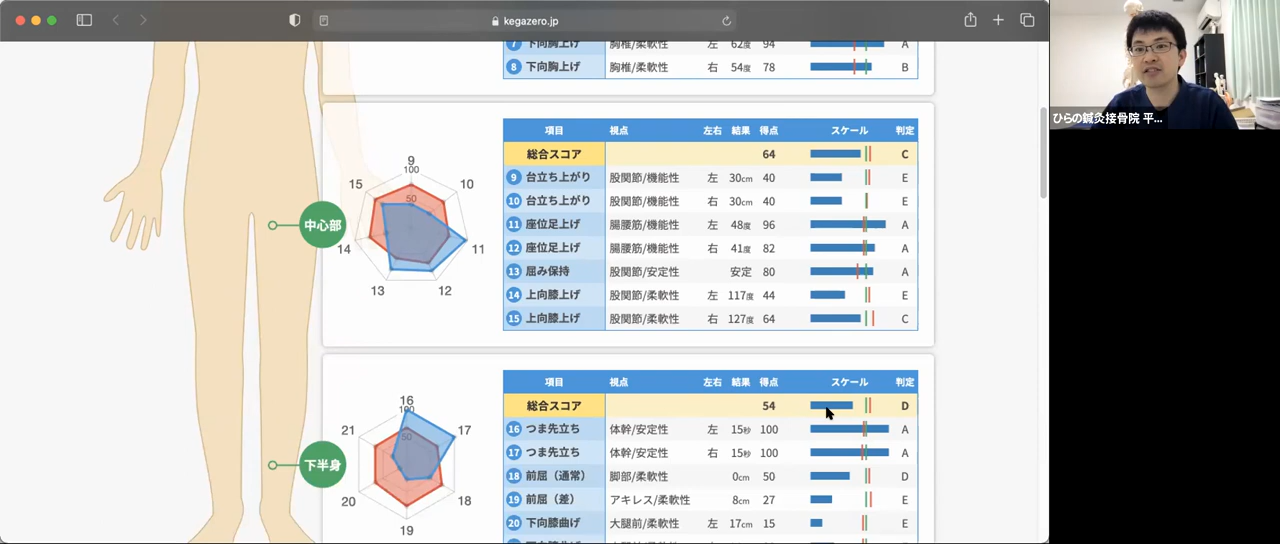 kegazero.jp
7 下向胸上げ 胸椎/柔軟性 左 62度 94 A
8 下向胸上げ 胸椎/柔軟性 右 54度 78 B
項目 視点 左右 結果 得点 スケール 判定
総合スコア 64 C
9 台立ち上がり 股関節/機能性 左 30cm 40 E
10 台立ち上がり 股関節/機能性 右 30cm 40 E
11 座位足上げ 腸腰筋/機能性 左 48度 96 A
12 座位足上げ 腸腰筋/機能性 右 41度 82 A
13 屈み保持 股関節/安定性 安定 80 A
14 上向膝上げ 股関節/柔軟性 左 117度 44 E
15 上向膝上げ 股関節/柔軟性 右 127度 64 C
中心部
9
100
50
10
11
12
13
14
15
項目 視点 左右 結果 得点 スケール 判定
総合スコア 54 D
16 つま先立ち 体幹/安定性 左 15秒 100 A
17 つま先立ち 体幹/安定性 右 15秒 100 A
18 前屈（通常） 脚部/柔軟性 0cm 50 D
19 前屈（差） アキレス/柔軟性 8cm 27 E
20 下向膝曲げ 大腿前/柔軟性 左 17cm 15 E
下半身
16
100
50
17
18
19
20
21
ひらの鍼灸接骨院 平...